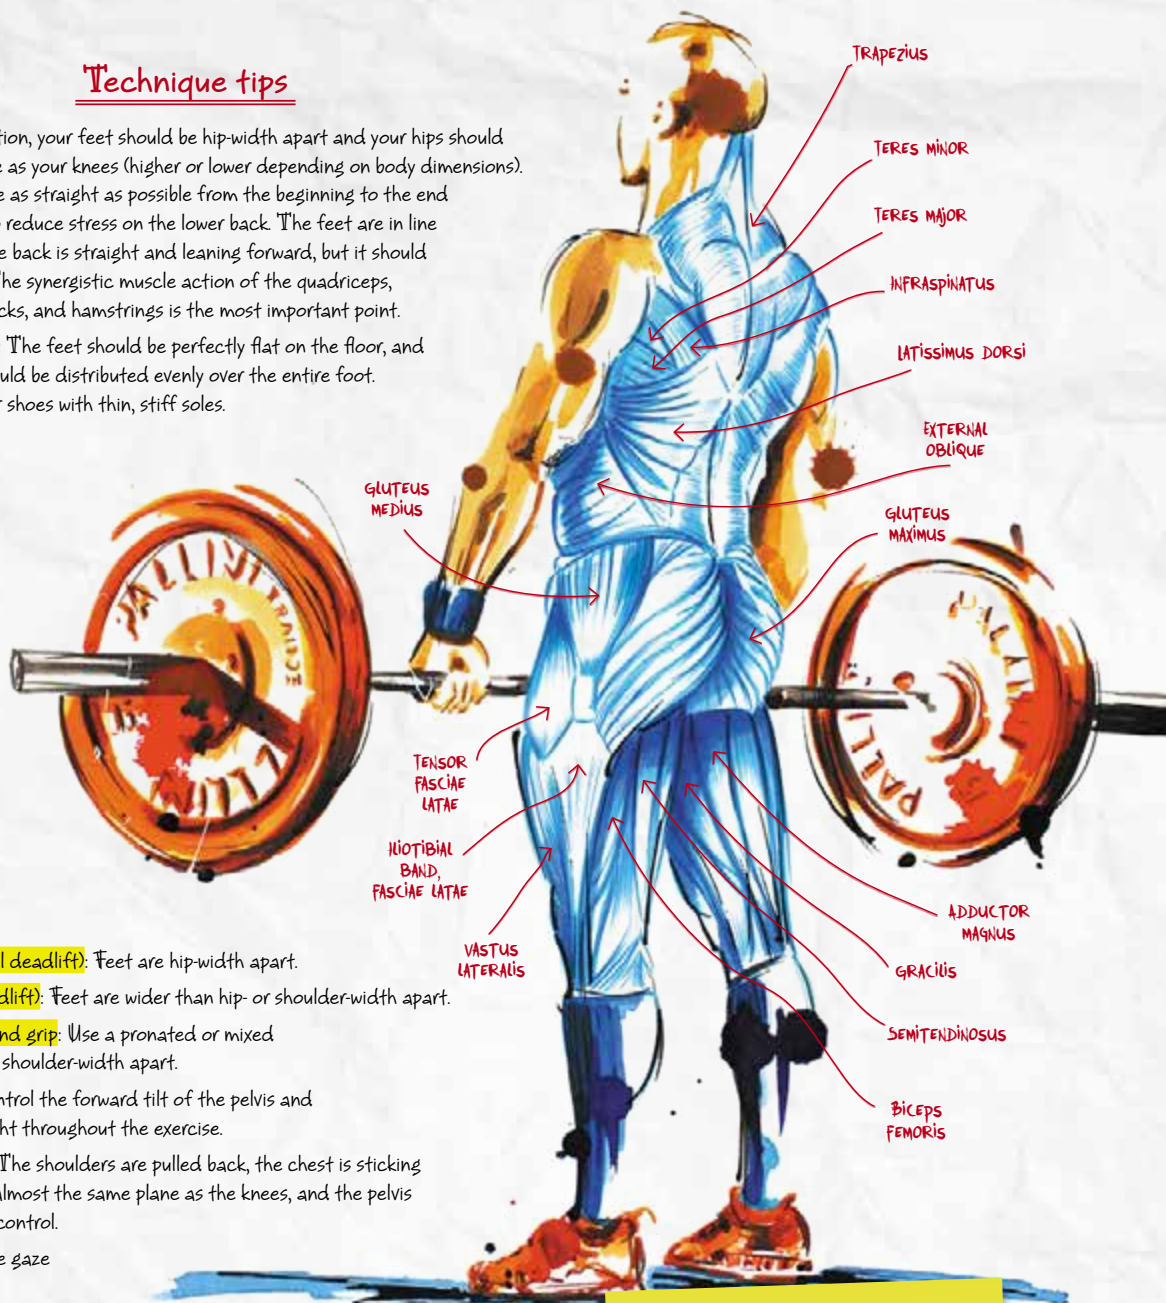 Technique tips
tion, your feet should be hip-width apart and your hips should
e as your knees (higher or lower depending on body dimensions).
e as straight as possible from the beginning to the end
reduce stress on the lower back. The feet are in line
e back is straight and leaning forward, but it should
he synergistic muscle action of the quadriceps,
cks, and hamstrings is the most important point.
The feet should be perfectly flat on the floor, and
uld be distributed evenly over the entire foot.
r shoes with thin, stiff soles.
TRAPEZIUS
TERES MINOR
TERES MAJOR
INFRASPINATUS
LATISSIMUS DORSI
EXTERNAL
OBLIQUE
GLUTEUS
MEDIUS
GLUTEUS
MAXIMUS
TENSOR
FASCIAE
LATAE
ILIOTIBIAL
BAND,
FASCIAE LATAE
VASTUS
LATERALIS
ADDUCTOR
MAGNUS
GRACILIS
SEMITENDINOSUS
BICEPS
FEMORIS
l deadlift): Feet are hip-width apart.
dlift): Feet are wider than hip- or shoulder-width apart.
nd grip: Use a pronated or mixed
shoulder-width apart.
ntrol the forward tilt of the pelvis and
ht throughout the exercise.
The shoulders are pulled back, the chest is sticking
almost the same plane as the knees, and the pelvis
control.
e gaze